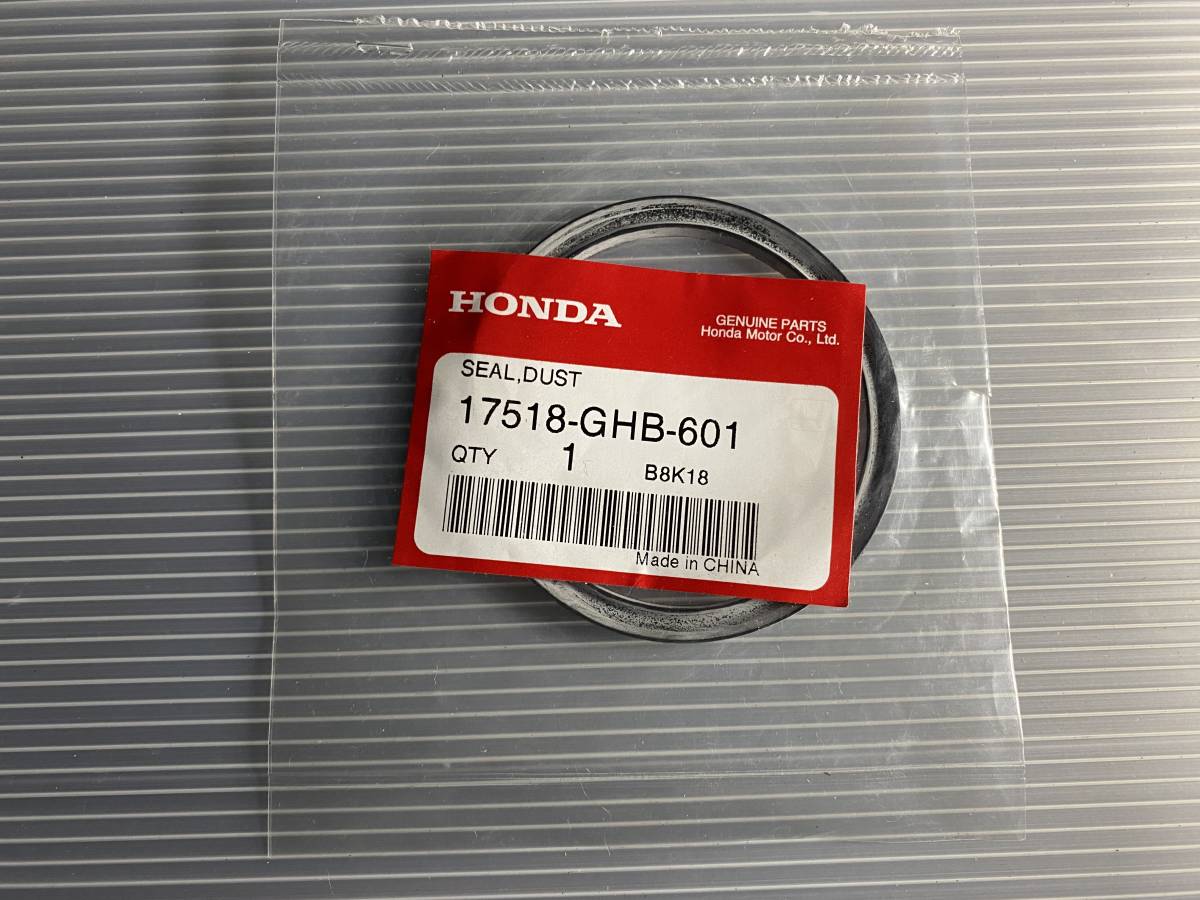 HONDA
GENUINE PARTS
Honda Motor Co., Ltd.
SEAL,DUST
17518-GHB-601
QTY 1 B8K18
Made in CHINA